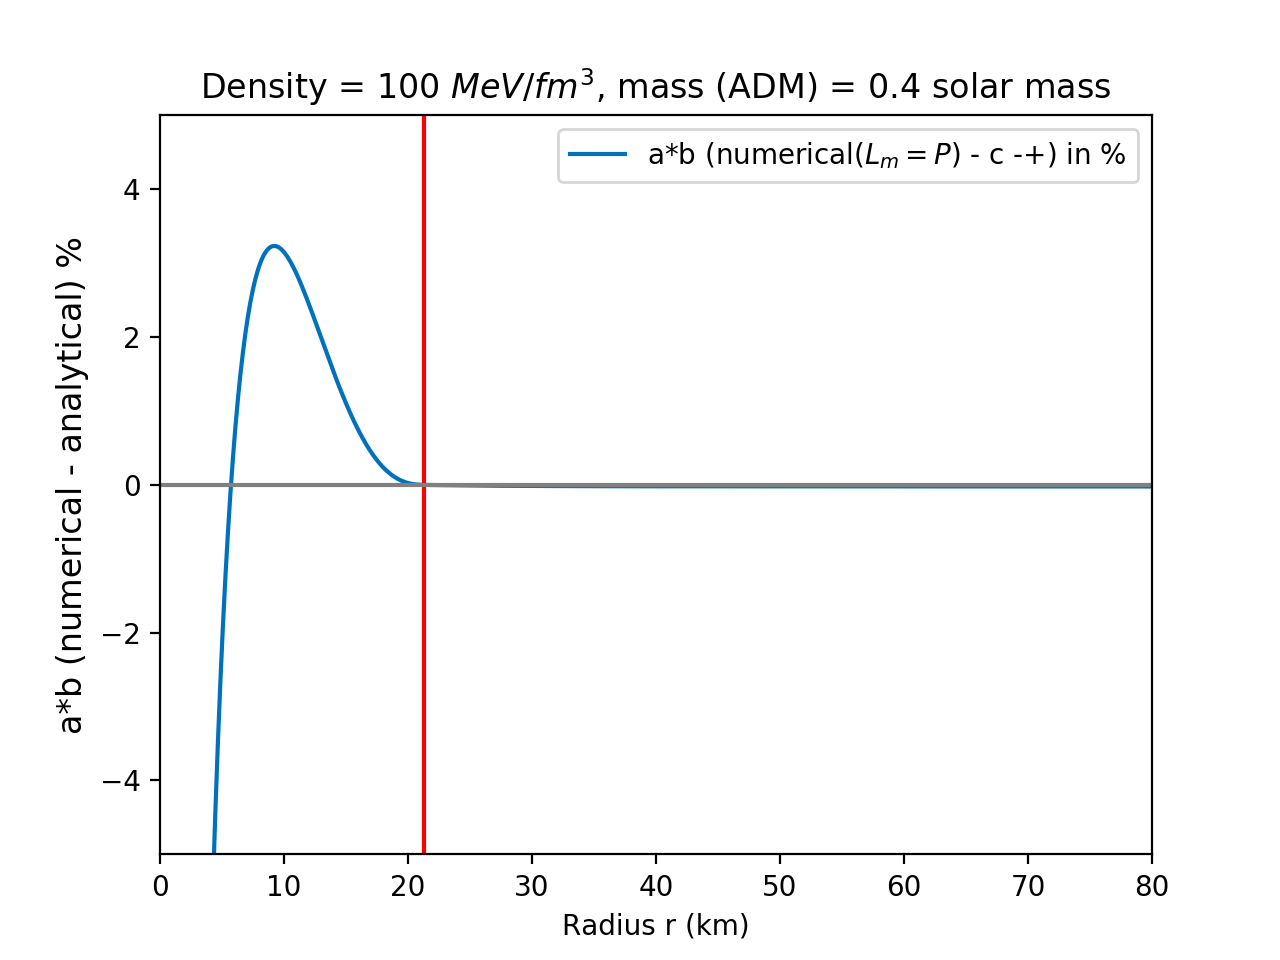 Density = 100 MeV/fm³, mass (ADM) = 0.4 solar mass
a*b (numerical(Lₘ = P) - c -+) in %
a*b (numerical - analytical) %
4
2
0
−2
−4
0 10 20 30 40 50 60 70 80
Radius r (km)